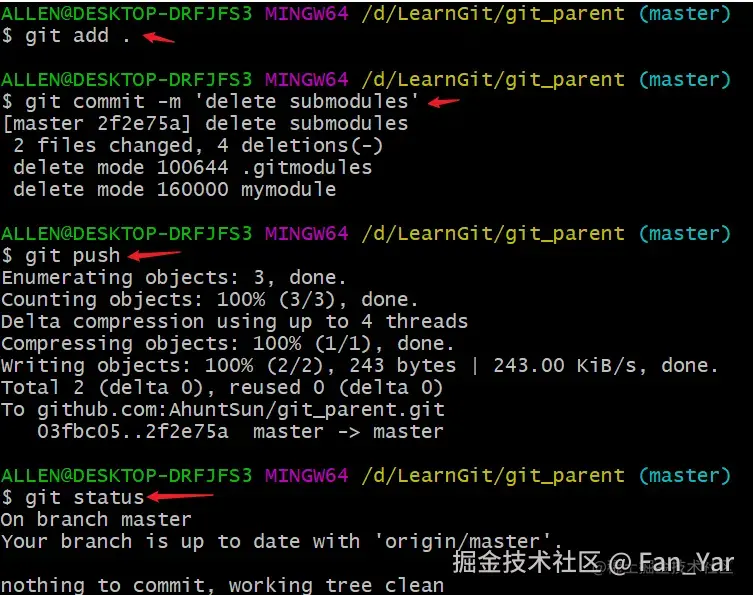 ALLEN@DESKTOP-DRFJFS3 MINGW64 /d/LearnGit/git_parent (master)
$ git add .
ALLEN@DESKTOP-DRFJFS3 MINGW64 /d/LearnGit/git_parent (master)
$ git commit -m 'delete submodules'
[master 2f2e75a] delete submodules
 2 files changed, 4 deletions(-)
 delete mode 100644 .gitmodules
 delete mode 160000 mymodule
ALLEN@DESKTOP-DRFJFS3 MINGW64 /d/LearnGit/git_parent (master)
$ git push
Enumerating objects: 3, done.
Counting objects: 100% (3/3), done.
Delta compression using up to 4 threads
Compressing objects: 100% (1/1), done.
Writing objects: 100% (2/2), 243 bytes | 243.00 KiB/s, done.
Total 2 (delta 0), reused 0 (delta 0)
To github.com:AhuntSun/git_parent.git
   03fbc05..2f2e75a  master -> master
ALLEN@DESKTOP-DRFJFS3 MINGW64 /d/LearnGit/git_parent (master)
$ git status
On branch master
Your branch is up to date with 'origin/master'.
掘金技术社区 @ Fan_Yar
nothing to commit, working tree clean